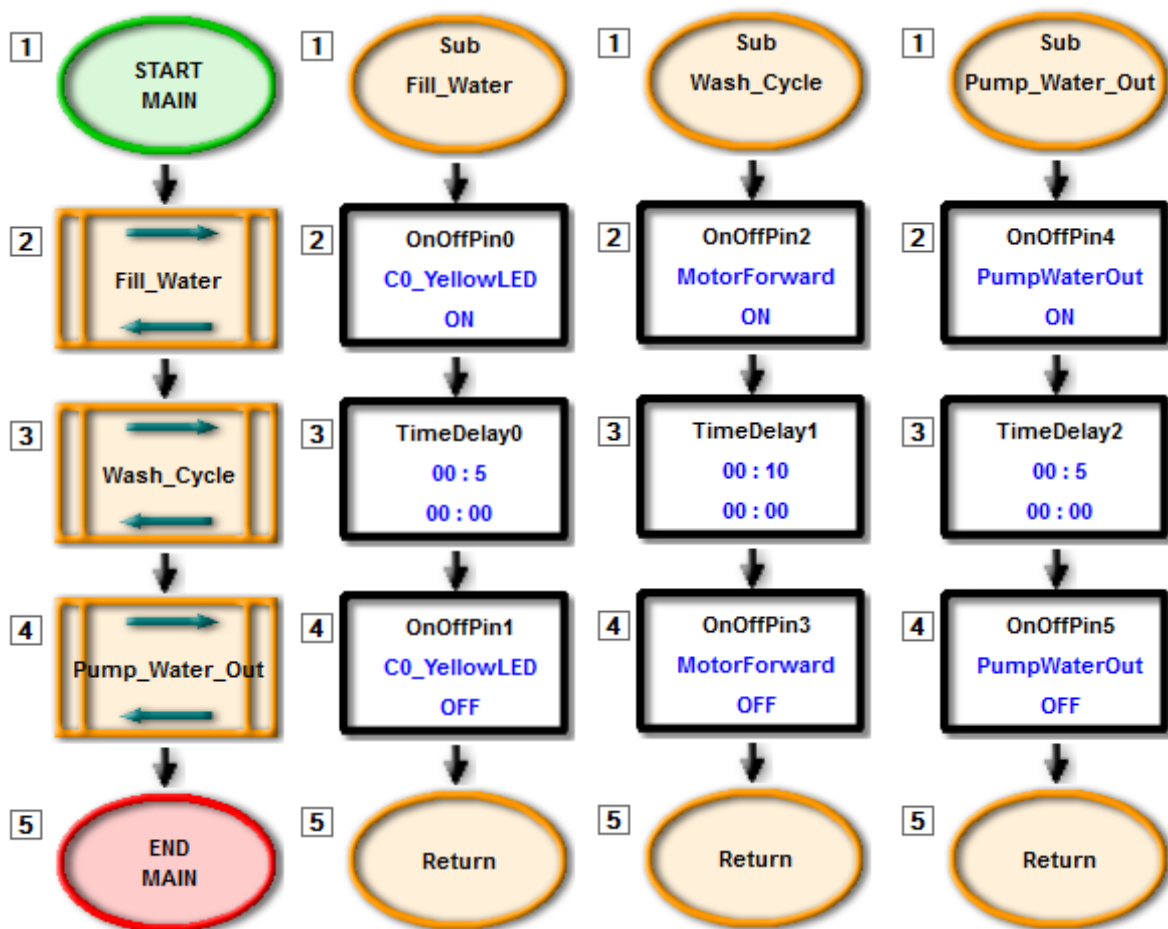 1
START
MAIN
2
Fill_Water
3
Wash_Cycle
4
Pump_Water_Out
5
END
MAIN
1
Sub
Fill_Water
2
OnOffPin0
C0_YellowLED
ON
3
TimeDelay0
00 : 5
00 : 00
4
OnOffPin1
C0_YellowLED
OFF
5
Return
1
Sub
Wash_Cycle
2
OnOffPin2
MotorForward
ON
3
TimeDelay1
00 : 10
00 : 00
4
OnOffPin3
MotorForward
OFF
5
Return
1
Sub
Pump_Water_Out
2
OnOffPin4
PumpWaterOut
ON
3
TimeDelay2
00 : 5
00 : 00
4
OnOffPin5
PumpWaterOut
OFF
5
Return